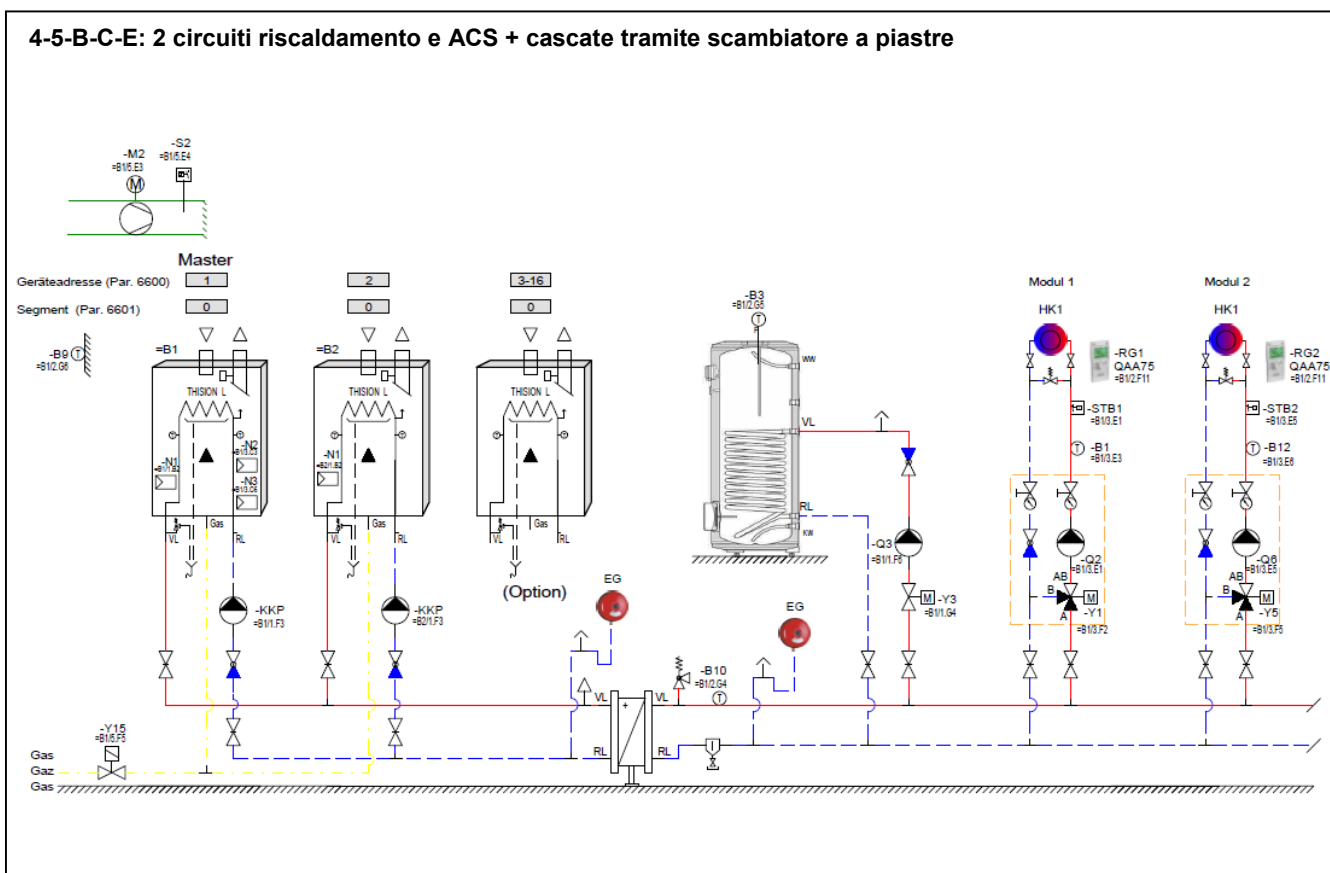 4-5-B-C-E: 2 circuiti riscaldamento e ACS + cascate tramite scambiatore a piastre
-M2
=B1/5.E3
M
-S2
=B1/5.E4
Master
Geräteadresse (Par. 6600)
1
2
3-16
Segment (Par. 6601)
0
0
0
-B9
T
=B1/2.G6
=B1
THISION L
-N1
=B1/1.B2
-N2
=B1/3.C3
-N3
=B1/3.C6
VL
Gas
RL
=B2
THISION L
-N1
=B2/1.B2
VL
Gas
RL
THISION L
VL
Gas
RL
(Option)
-KKP
=B1/1.F3
-KKP
=B2/1.F3
EG
EG
-B3
=B1/2.G5
T
WW
VL
RL
KW
-Q3
=B1/1.F6
M
-Y3
=B1/1.G4
Modul 1
HK1
-RG1
QAA75
=B1/2.F11
-STB1
=B1/3.E1
T
-B1
=B1/3.E3
-Q2
=B1/3.E1
AB
B
A
M
-Y1
=B1/3.F2
Modul 2
HK1
-RG2
QAA75
=B1/2.F11
-STB2
=B1/3.E5
T
-B12
=B1/3.E6
-Q6
=B1/3.E5
AB
B
A
M
-Y5
=B1/3.F5
-B10
=B1/2.G4
T
VL
VL
RL
RL
-Y15
=B1/5.F5
Gas
Gaz
Gas